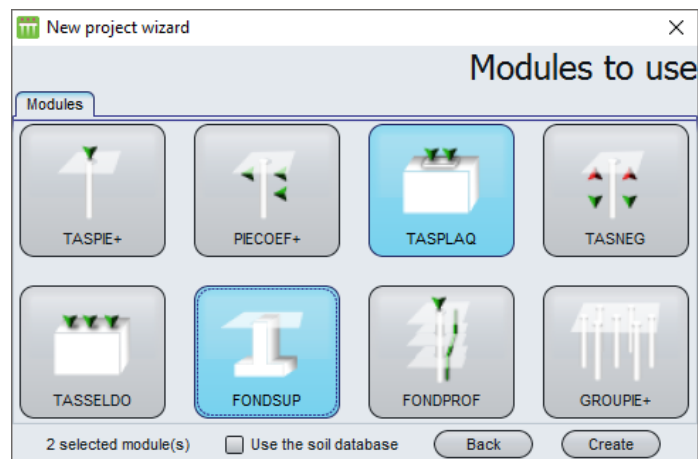 New project wizard
Modules to use
Modules
TASPIE+ PIECOEF+ TASPLAQ TASNEG
TASSELDO FONDSUP FONDPROF GROUPIE+
2 selected module(s) Use the soil database Back Create